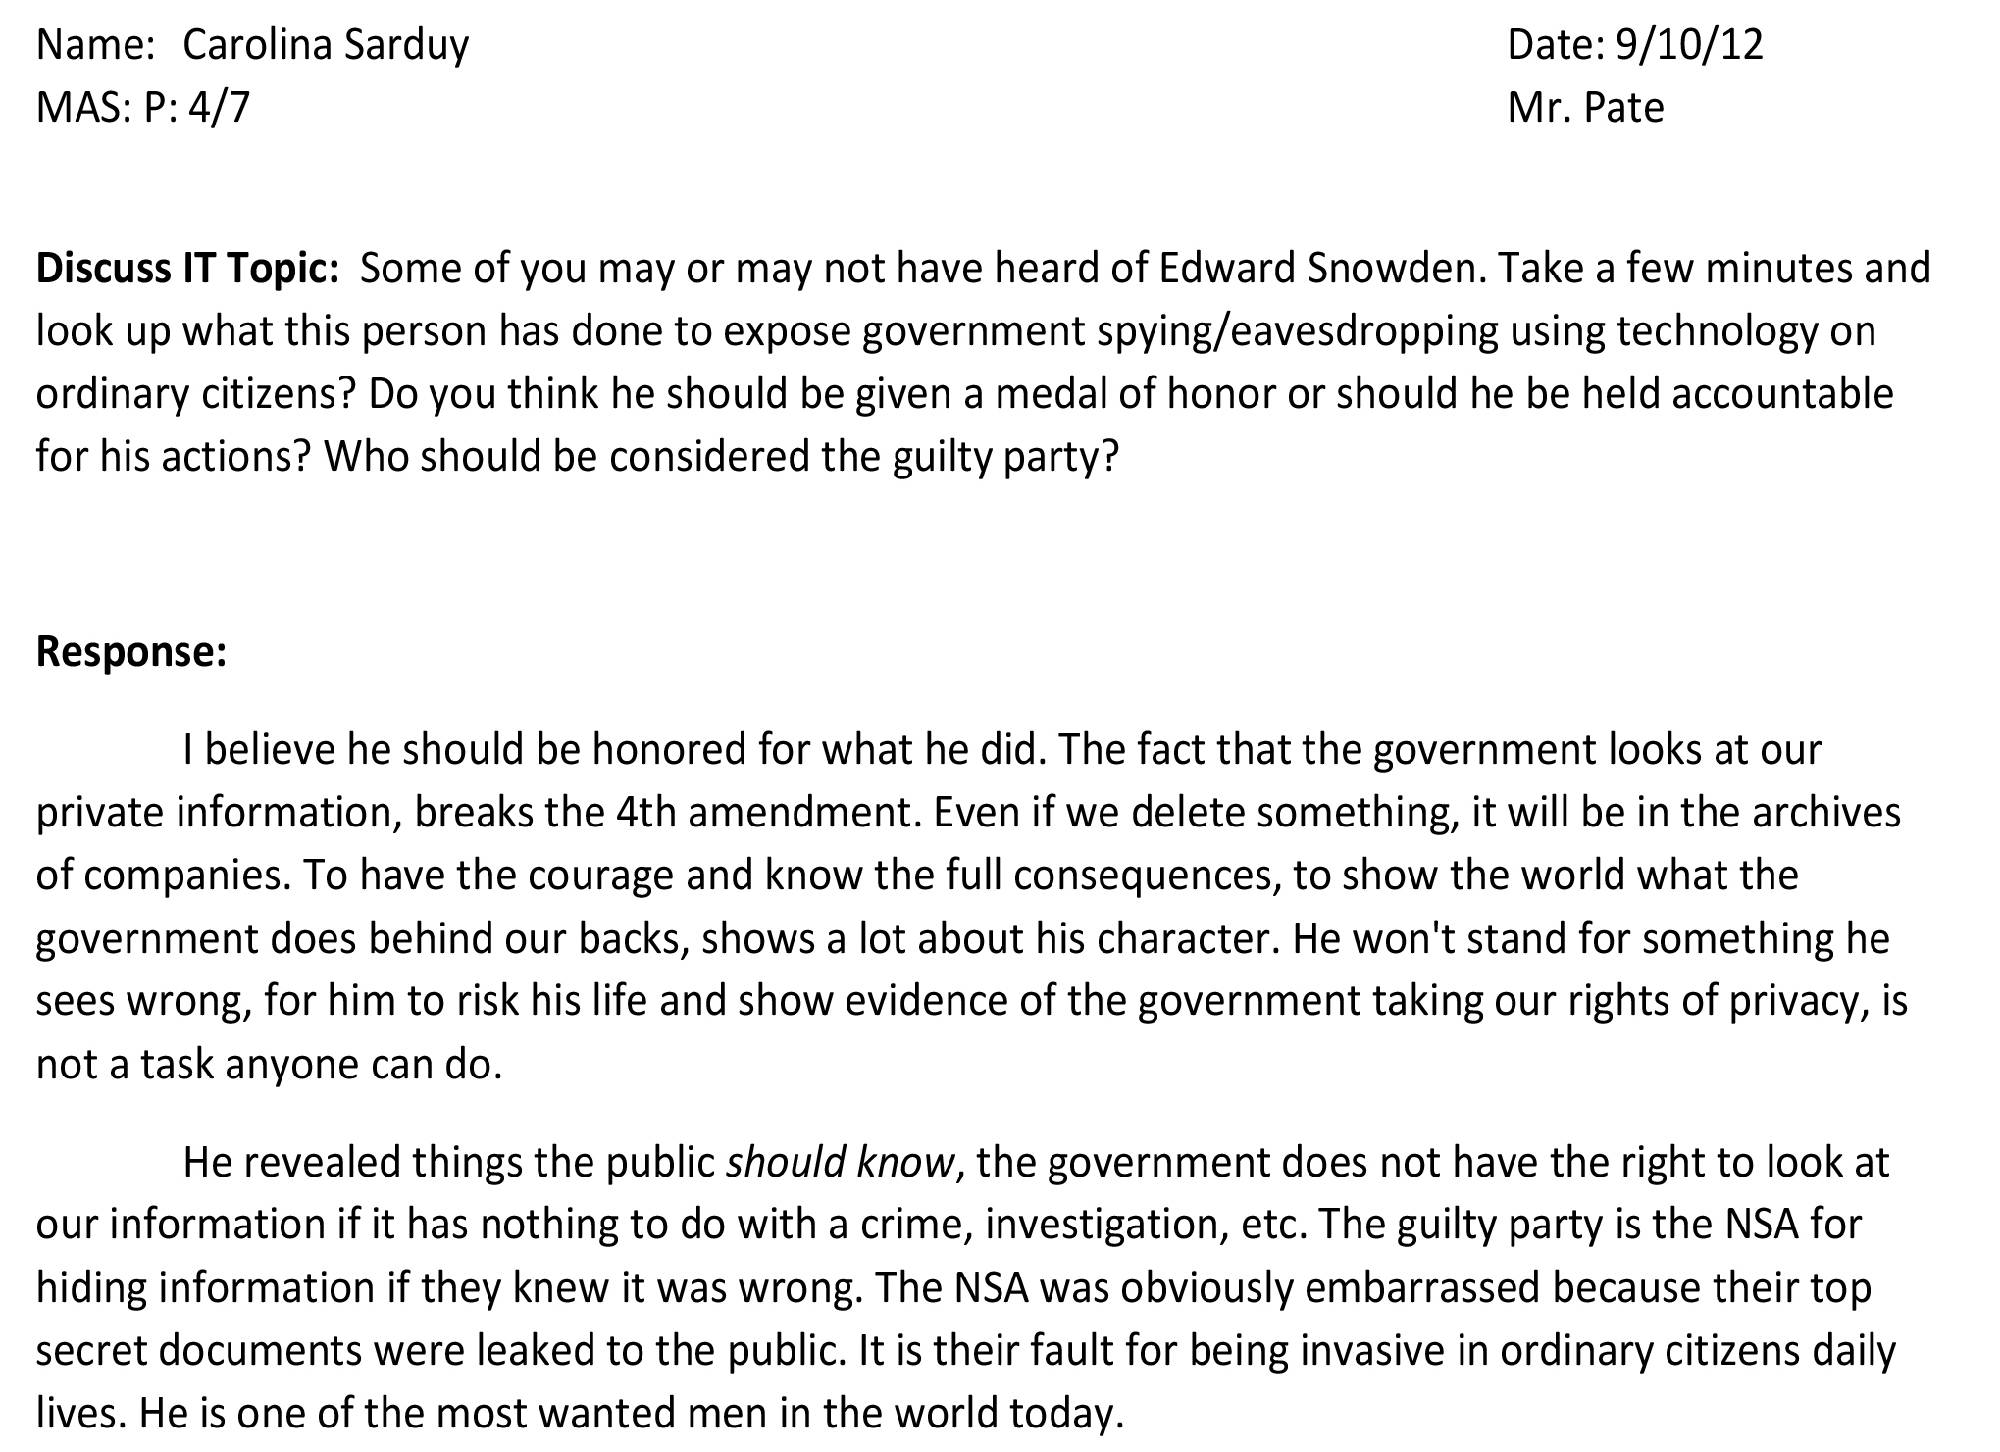 Name: Carolina Sarduy Date: 9/10/12
MAS: P: 4/7 Mr. Pate
Discuss IT Topic: Some of you may or may not have heard of Edward Snowden. Take a few minutes and
look up what this person has done to expose government spying/eavesdropping using technology on
ordinary citizens? Do you think he should be given a medal of honor or should he be held accountable
for his actions? Who should be considered the guilty party?
Response:
I believe he should be honored for what he did. The fact that the government looks at our
private information, breaks the 4th amendment. Even if we delete something, it will be in the archives
of companies. To have the courage and know the full consequences, to show the world what the
government does behind our backs, shows a lot about his character. He won't stand for something he
sees wrong, for him to risk his life and show evidence of the government taking our rights of privacy, is
not a task anyone can do.
He revealed things the public should know, the government does not have the right to look at
our information if it has nothing to do with a crime, investigation, etc. The guilty party is the NSA for
hiding information if they knew it was wrong. The NSA was obviously embarrassed because their top
secret documents were leaked to the public. It is their fault for being invasive in ordinary citizens daily
lives. He is one of the most wanted men in the world today.